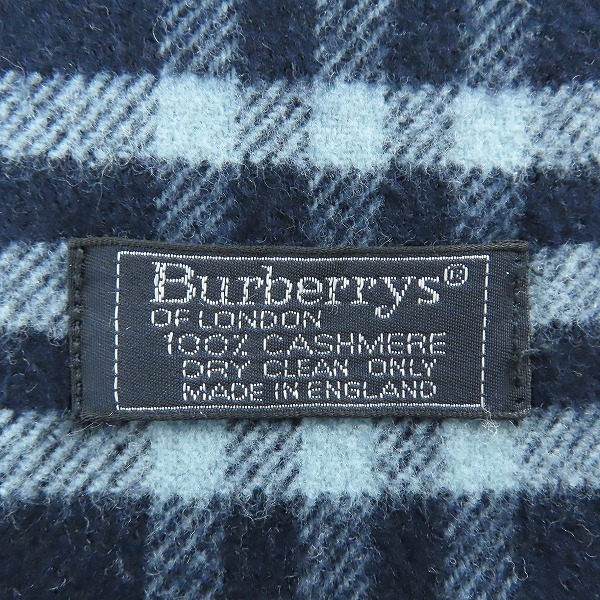 Burberrys®
OF LONDON
100% CASHMERE
DRY CLEAN ONLY
MADE IN ENGLAND